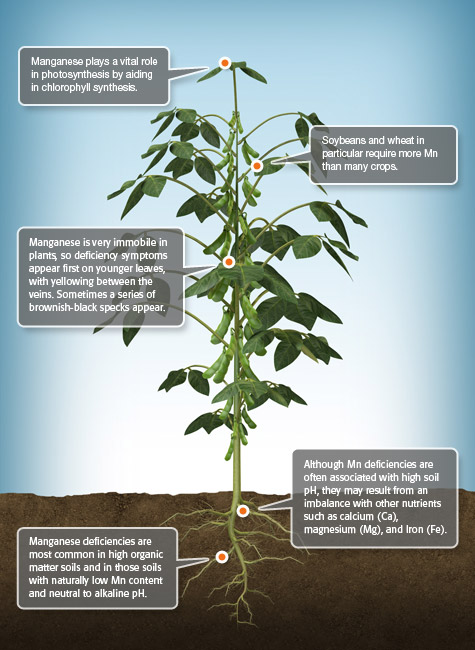 Manganese plays a vital role
in photosynthesis by aiding
in chlorophyll synthesis.
Soybeans and wheat in
particular require more Mn
than many crops.
Manganese is very immobile in
plants, so deficiency symptoms
appear first on younger leaves,
with yellowing between the
veins. Sometimes a series of
brownish-black specks appear.
Although Mn deficiencies are
often associated with high soil
pH, they may result from an
imbalance with other nutrients
such as calcium (Ca),
magnesium (Mg), and Iron (Fe).
Manganese deficiencies are
most common in high organic
matter soils and in those soils
with naturally low Mn content
and neutral to alkaline pH.